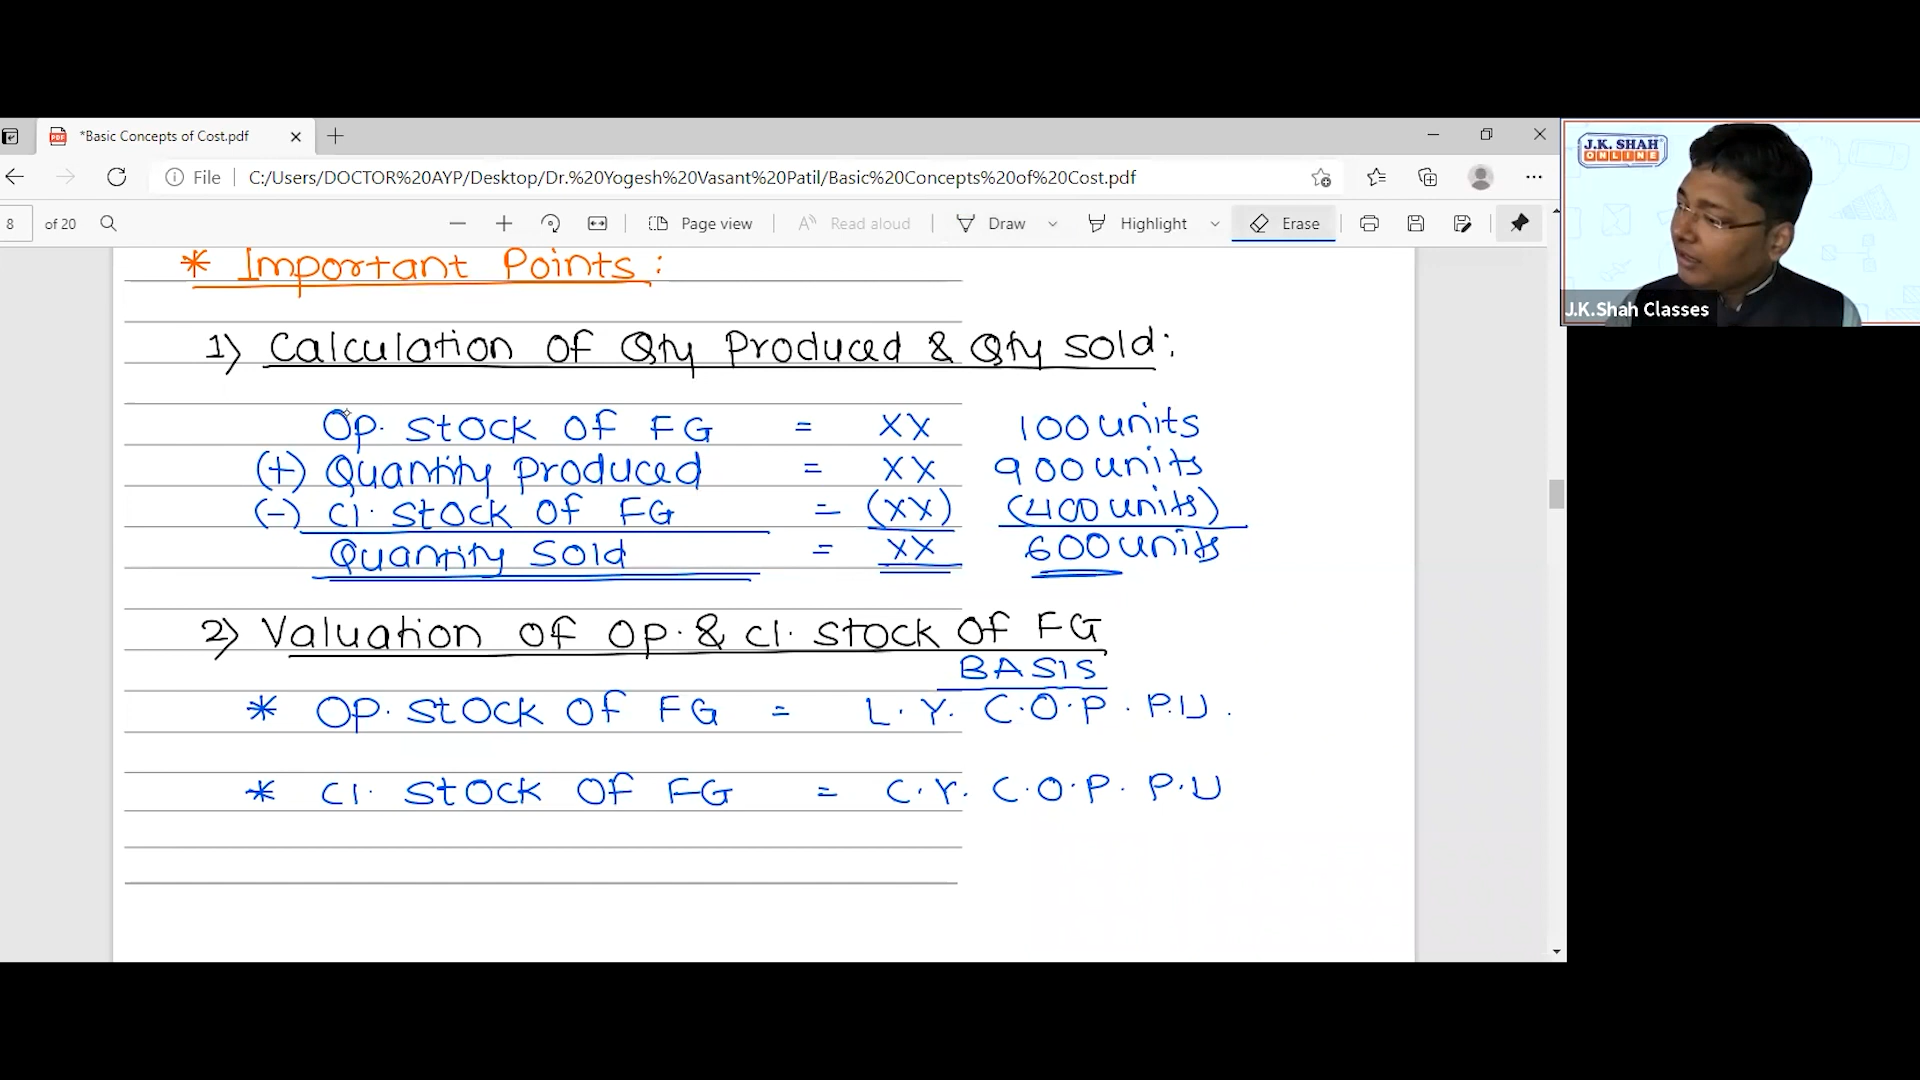 *Basic Concepts of Cost.pdf
File
C:/Users/DOCTOR%20AYP/Desktop/Dr.%20Yogesh%20Vasant%20Patil/Basic%20Concepts%20of%20Cost.pdf
8 of 20
Page view
Read aloud
Draw
Highlight
Erase
J.K. SHAH
ONLINE
J.K.Shah Classes
* Important Points :
1) Calculation of Qty Produced & Qty sold :
Op. stock of FG = XX 100 units
(+) Quantity Produced = XX 900 units
(-) Cl. stock of FG = (XX) (400 units)
Quantity Sold = XX 600 units
2) Valuation of Op. & Cl. stock of FG
BASIS
* Op. stock of FG = L.Y. C.O.P. P.U.
* Cl. stock of FG = C.Y. C.O.P. P.U